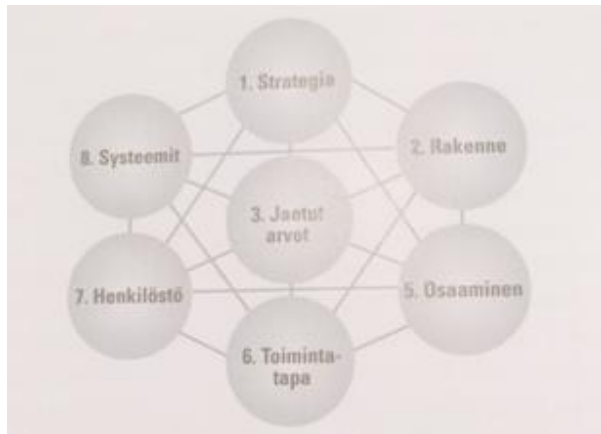 1. Strategia
2. Rakenne
8. Systeemit
3. Jaetut
arvot
7. Henkilöstö
5. Osaaminen
6. Toiminta-
tapa